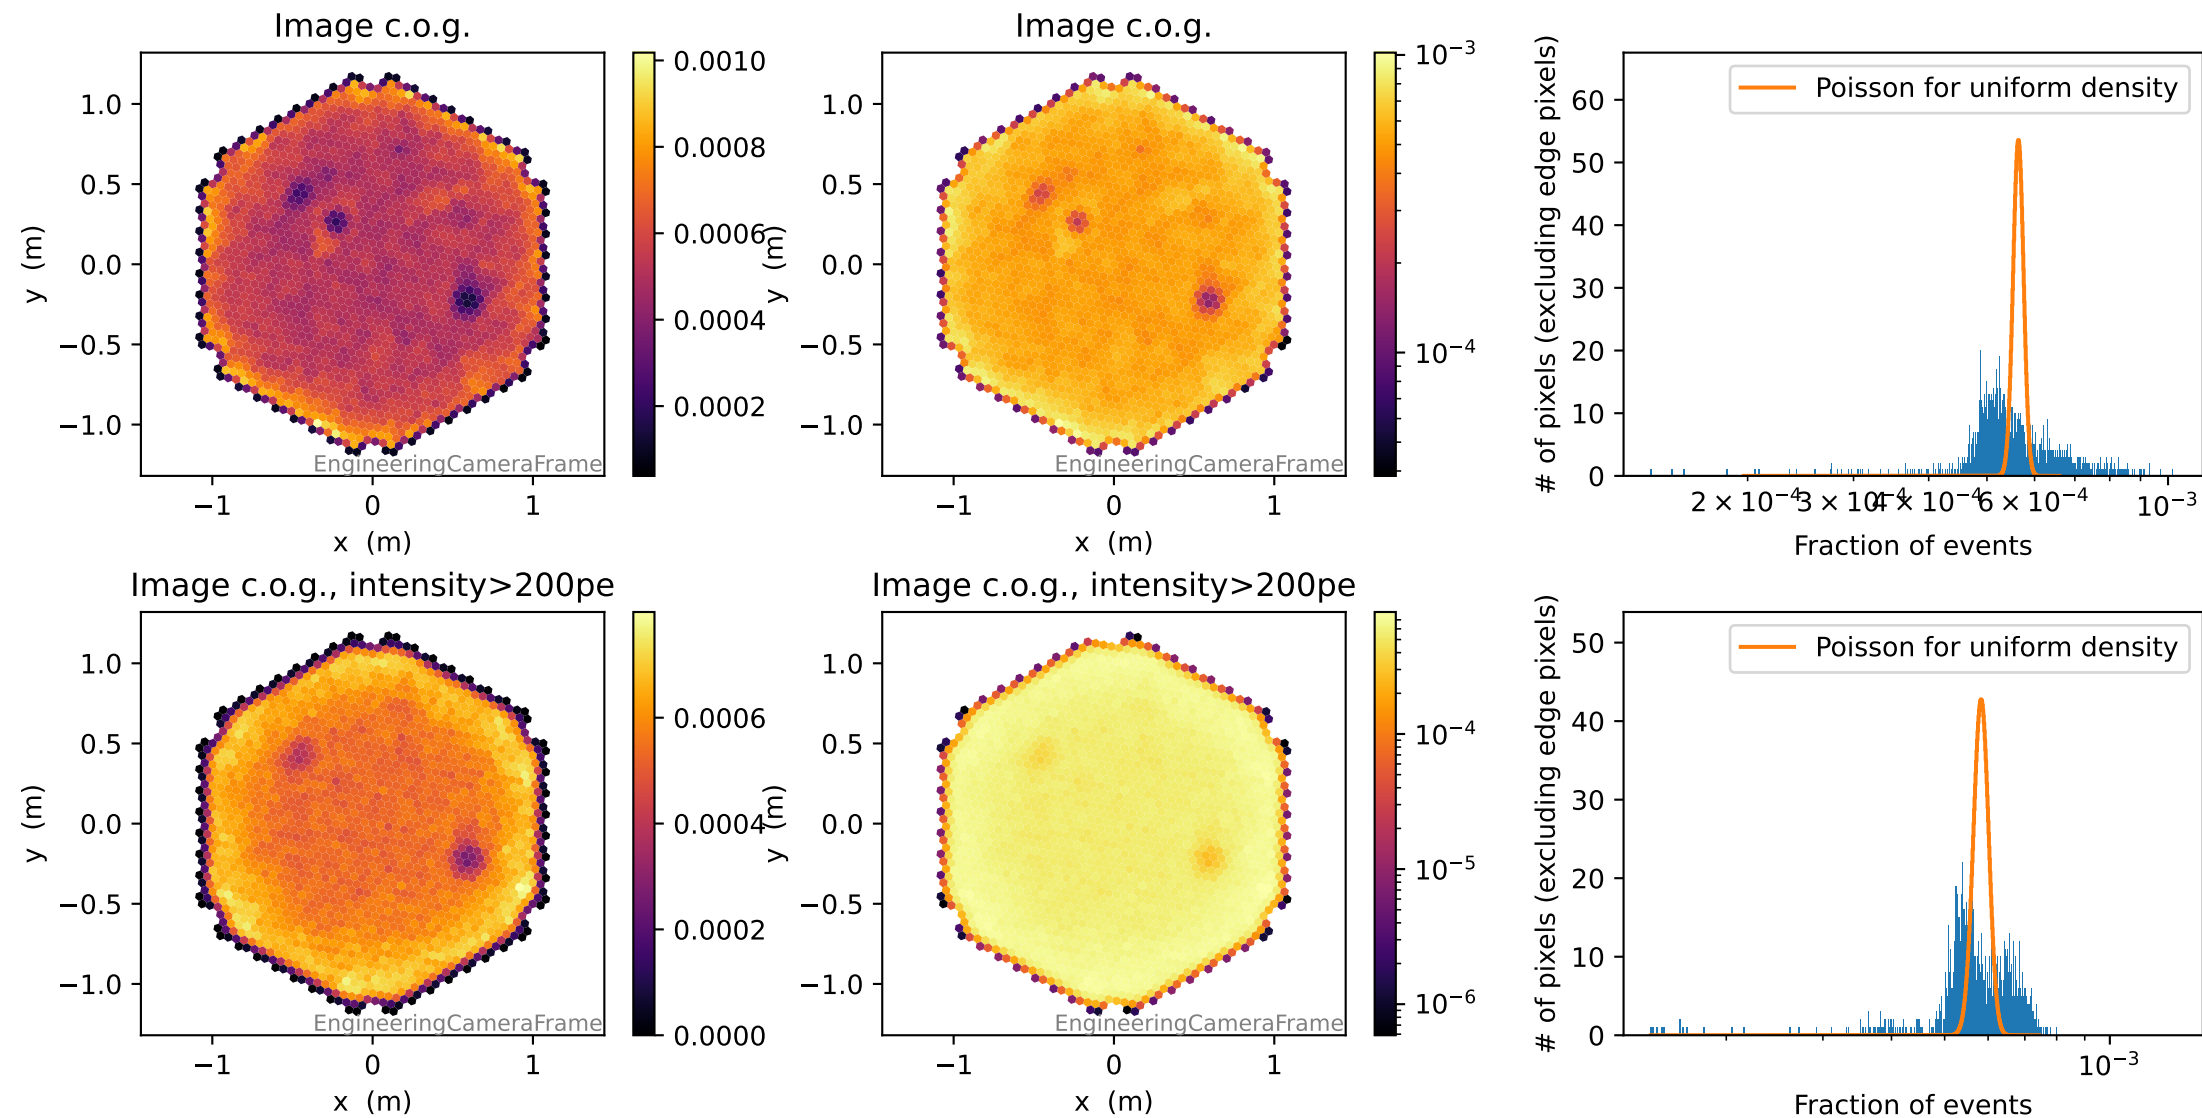 Image c.o.g.
1.0
0.5
0.0
−0.5
−1.0
y (m)
−1 0 1
x (m)
EngineeringCameraFrame
0.0010
0.0008
0.0006
0.0004
0.0002
Image c.o.g.
1.0
0.5
0.0
−0.5
−1.0
y (m)
−1 0 1
x (m)
EngineeringCameraFrame
10⁻³
10⁻⁴
# of pixels (excluding edge pixels)
60
50
40
30
20
10
0
Poisson for uniform density
2 × 10⁻⁴ 3 × 10⁻⁴ 4 × 10⁻⁴ 6 × 10⁻⁴ 10⁻³
Fraction of events
Image c.o.g., intensity>200pe
1.0
0.5
0.0
−0.5
−1.0
y (m)
−1 0 1
x (m)
EngineeringCameraFrame
0.0006
0.0004
0.0002
0.0000
Image c.o.g., intensity>200pe
1.0
0.5
0.0
−0.5
−1.0
y (m)
−1 0 1
x (m)
EngineeringCameraFrame
10⁻⁴
10⁻⁵
10⁻⁶
# of pixels (excluding edge pixels)
50
40
30
20
10
0
Poisson for uniform density
10⁻³
Fraction of events